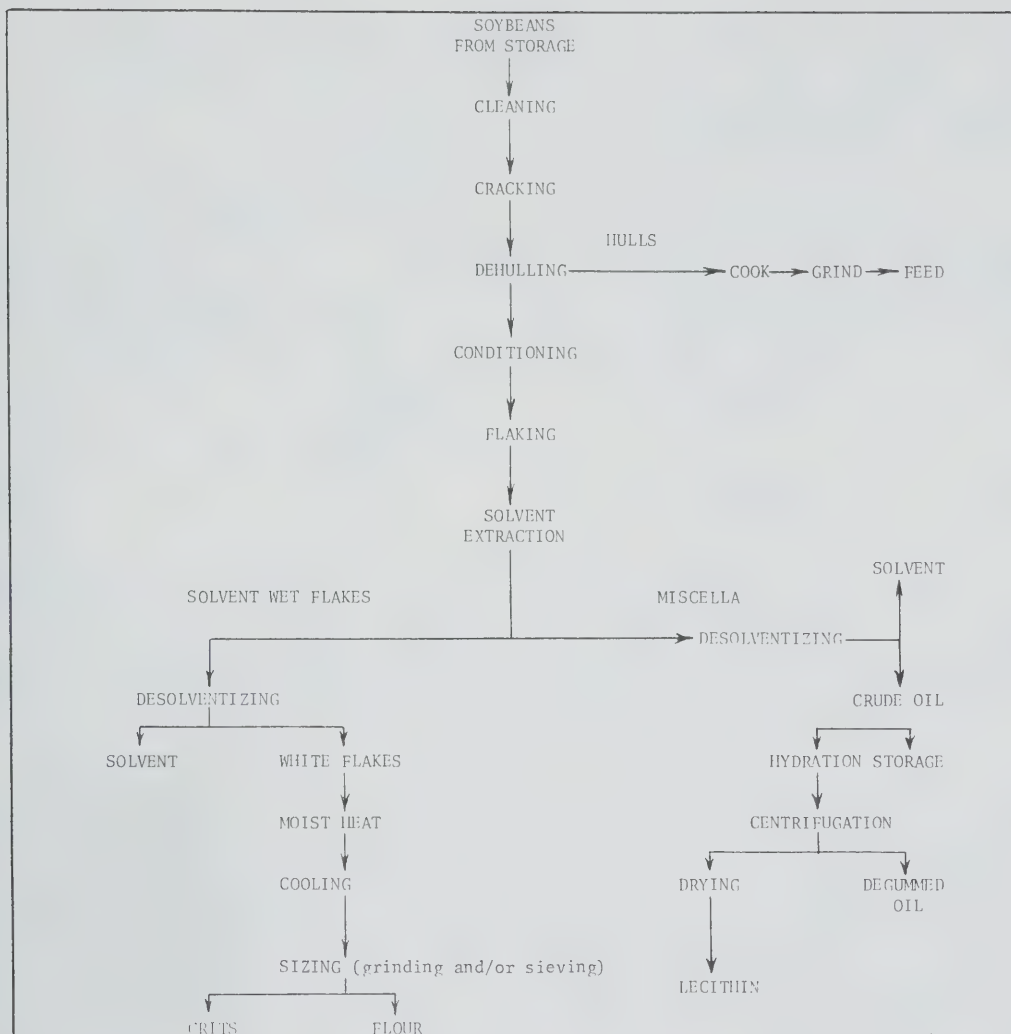 SOYBEANS
FROM STORAGE
CLEANING
CRACKING
HULLS
DEHULLING
COOK
GRIND
FEED
CONDITIONING
FLAKING
SOLVENT
EXTRACTION
SOLVENT
SOLVENT WET FLAKES
MISCELLA
DESOLVENTIZING
DESOLVENTIZING
CRUDE OIL
SOLVENT
WHITE FLAKES
HYDRATION STORAGE
MOIST HEAT
CENTRIFUGATION
COOLING
DRYING
DEGUMMED
OIL
SIZING (grinding and/or sieving)
LECITHIN
GRITS
FLOUR